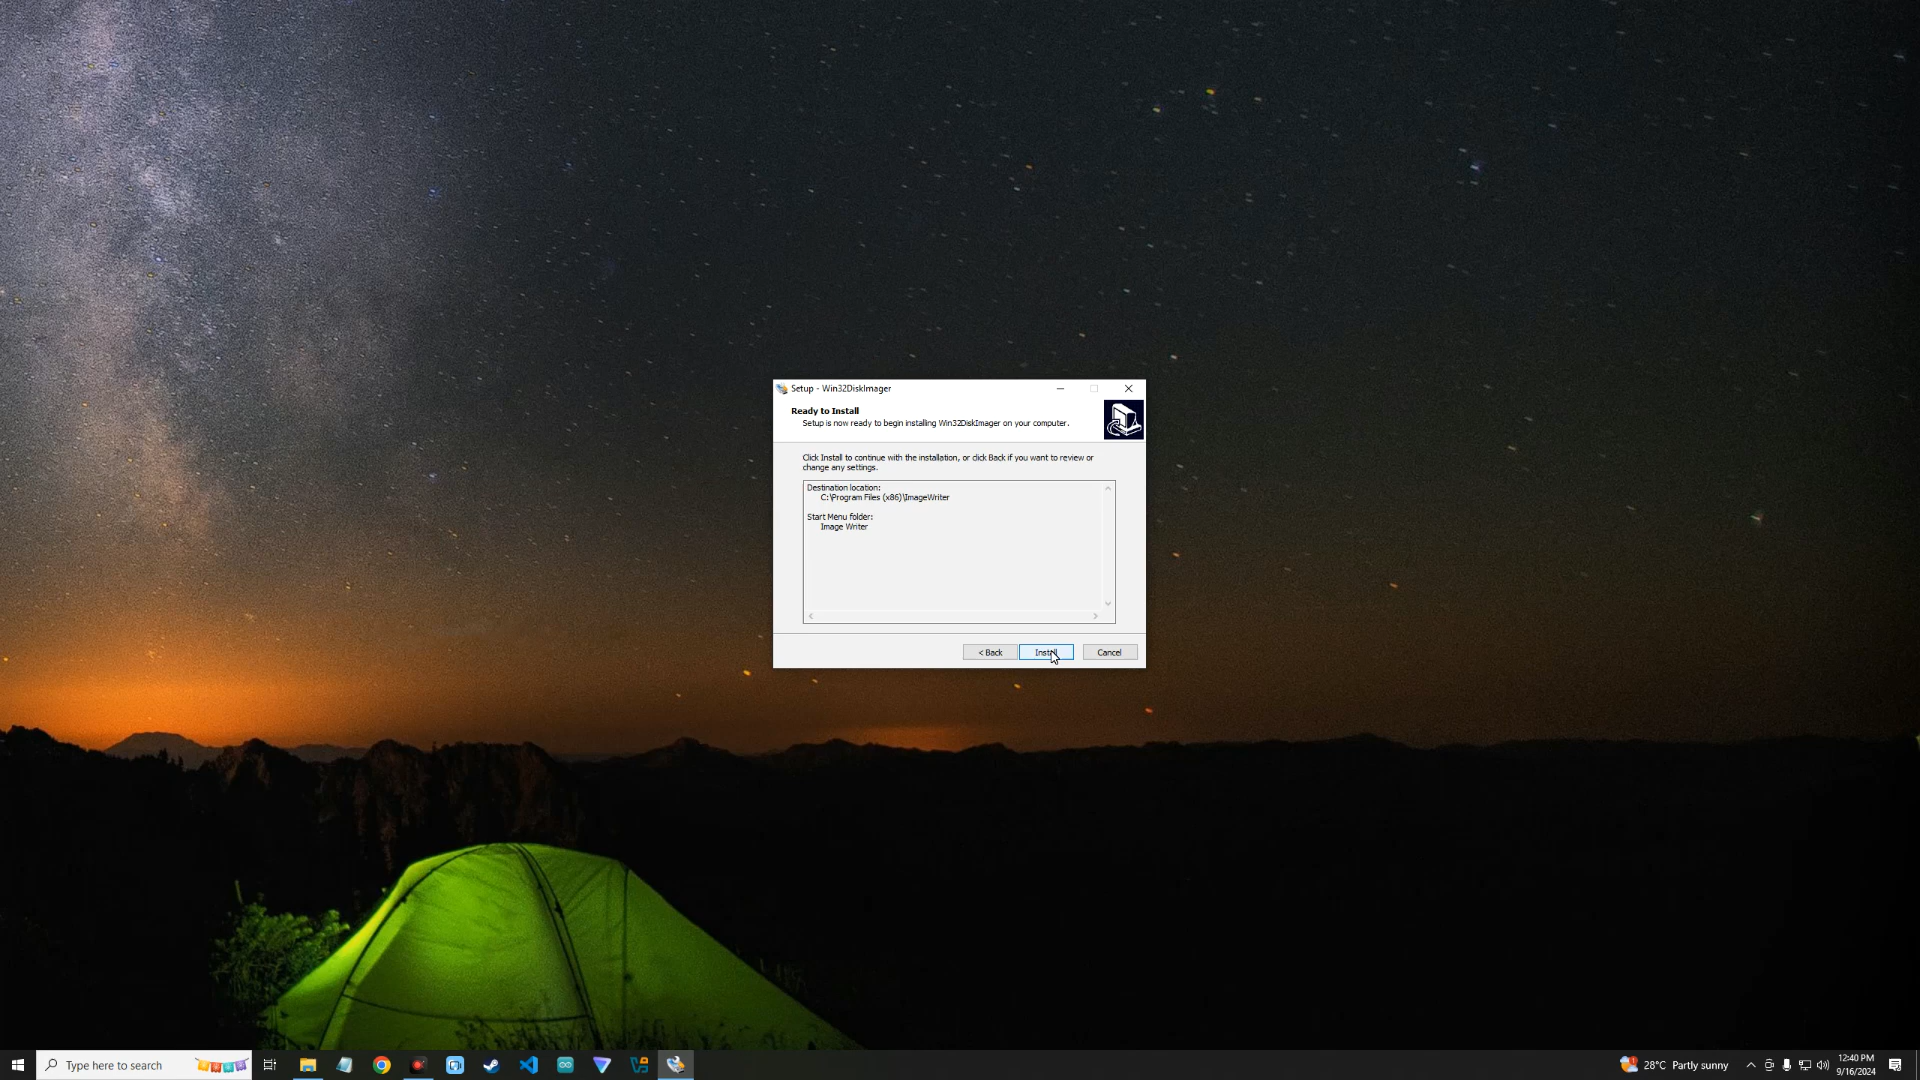 Setup - Win32DiskImager
Ready to Install
Setup is now ready to begin installing Win32DiskImager on your computer.
Click Install to continue with the installation, or click Back if you want to review or
change any settings.
Destination location:
C:\Program Files (x86)\ImageWriter
Start Menu folder:
Image Writer
< Back
Install
Cancel
Type here to search
28°C Partly sunny
12:40 PM
9/16/2024